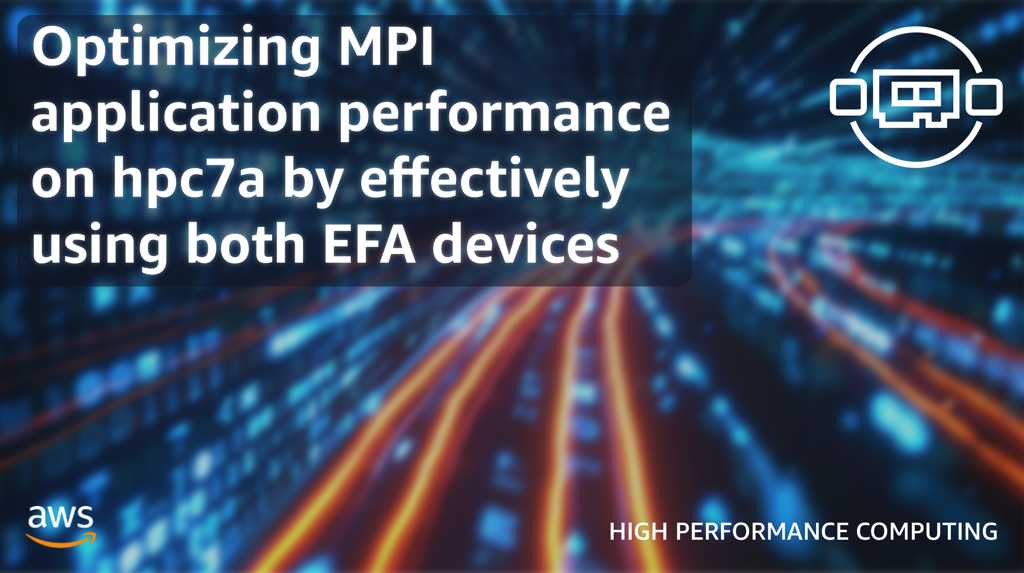 Optimizing MPI
application performance
on hpc7a by effectively
using both EFA devices
aws
HIGH PERFORMANCE COMPUTING